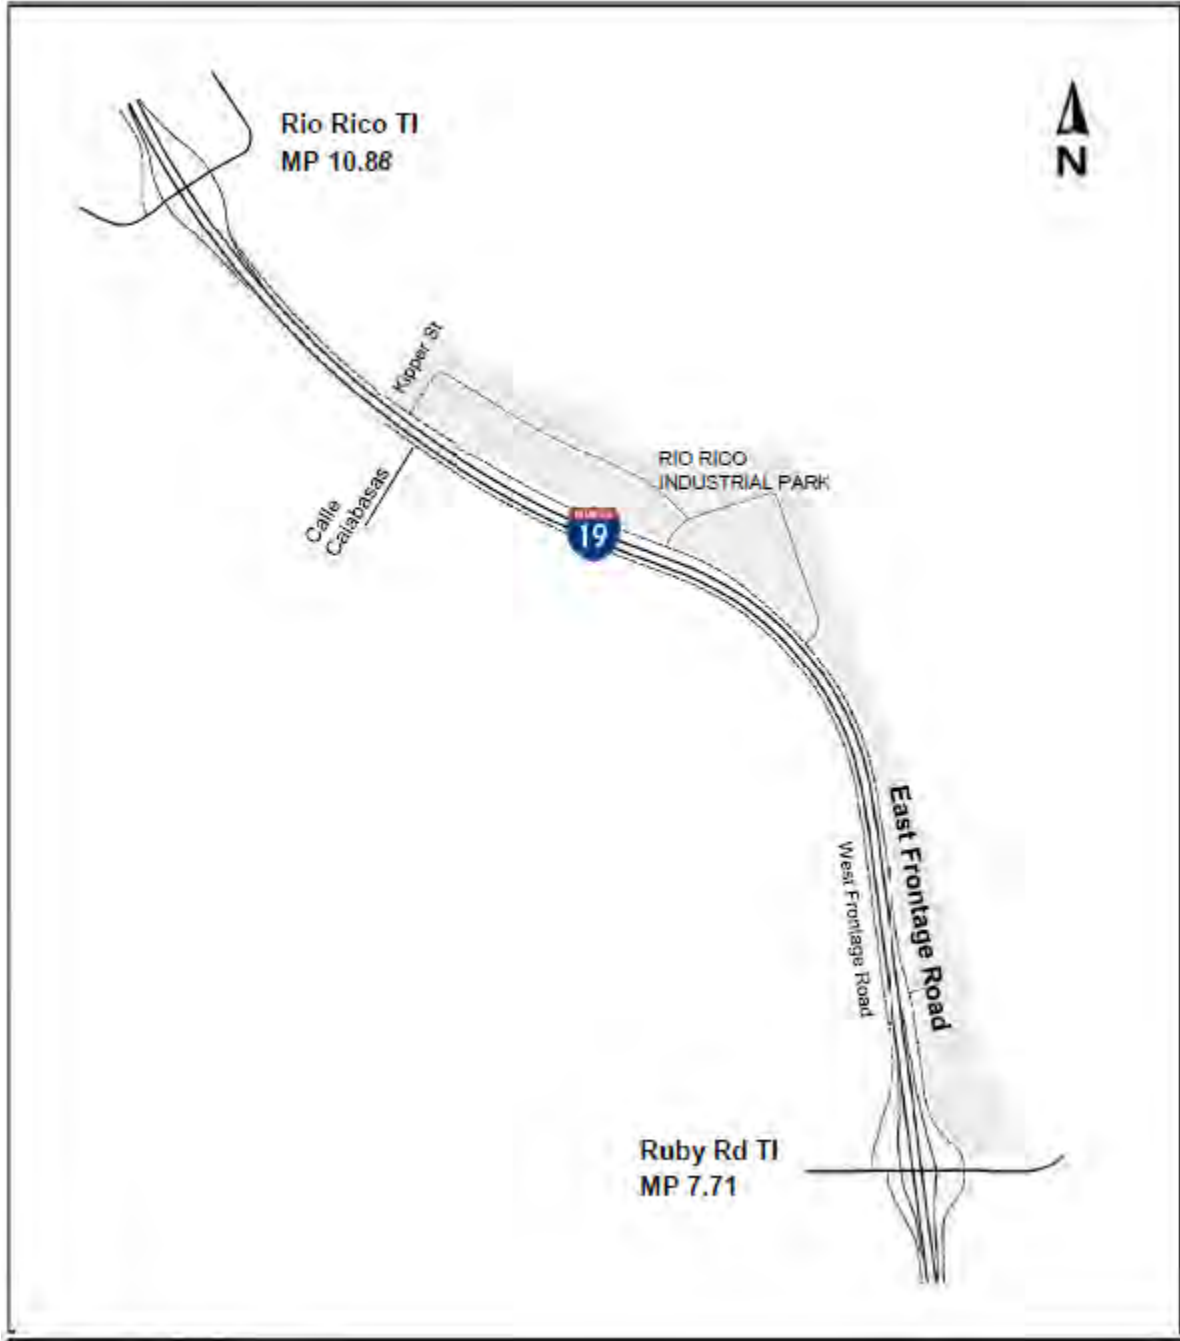 Rio Rico TI
MP 10.86
N
Kipper St
Calle
Calabasas
RIO RICO
INDUSTRIAL PARK
19
East Frontage Road
West Frontage Road
Ruby Rd TI
MP 7.71